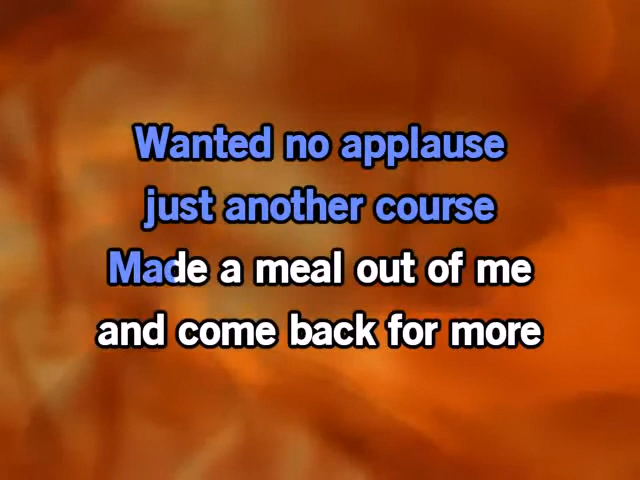 Wanted no applause
just another course
Made a meal out of me
and come back for more